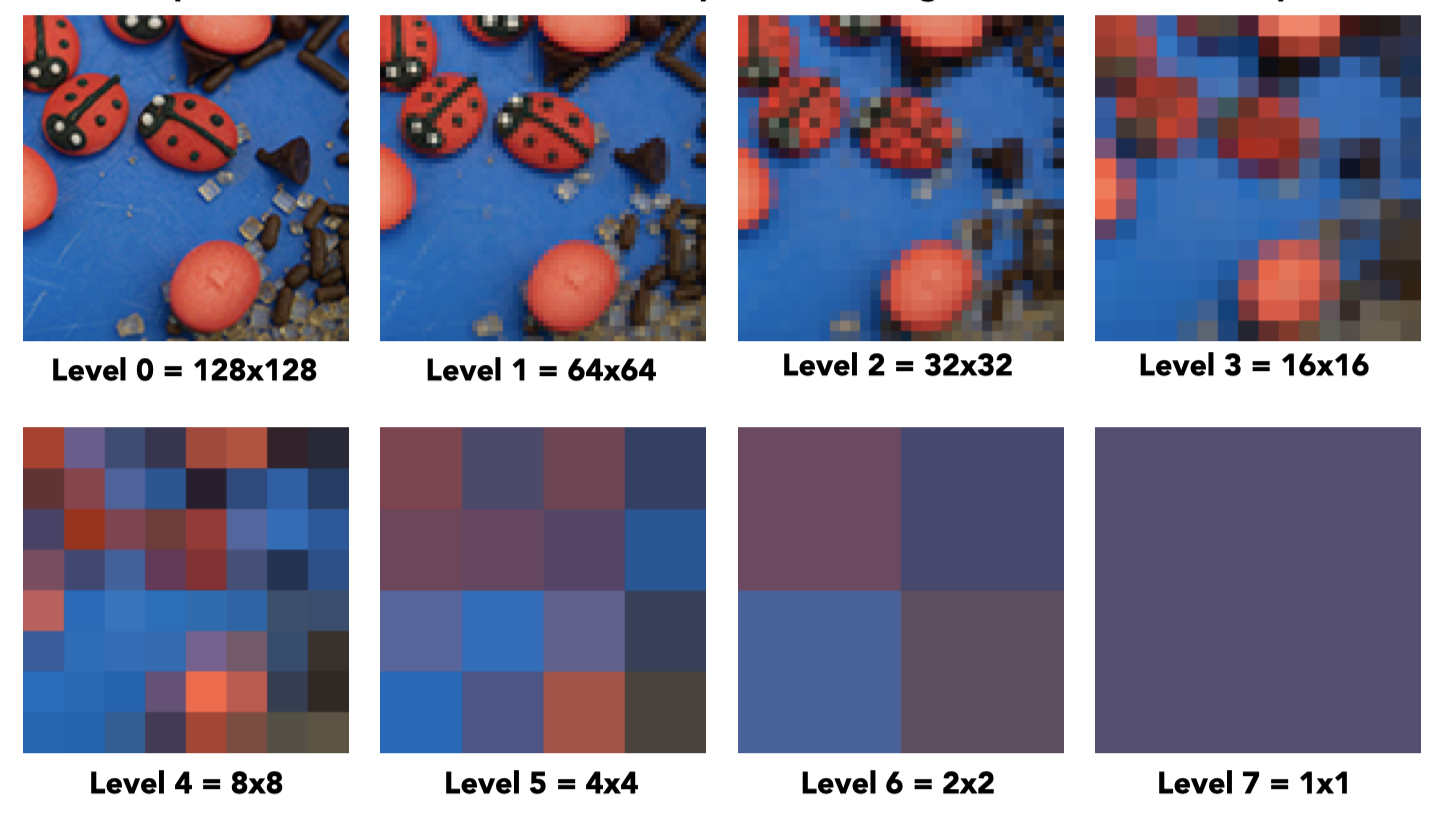 Level 0 = 128x128
Level 1 = 64x64
Level 2 = 32x32
Level 3 = 16x16
Level 4 = 8x8
Level 5 = 4x4
Level 6 = 2x2
Level 7 = 1x1